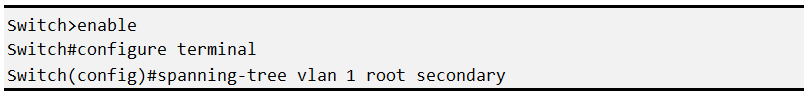 Switch>enable
Switch#configure terminal
Switch(config)#spanning-tree vlan 1 root secondary